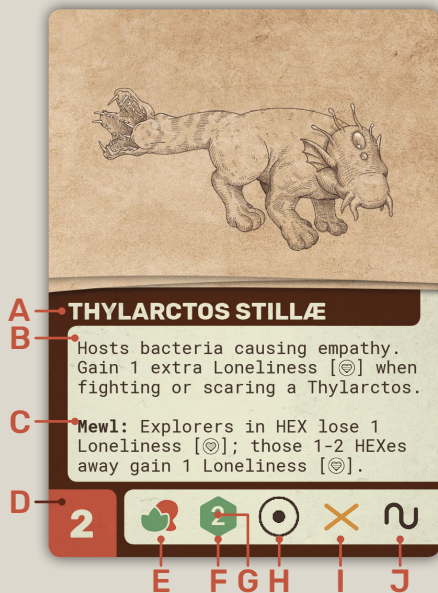 A THYLARCTOS STILLÆ
B Hosts bacteria causing empathy.
Gain 1 extra Loneliness [] when
fighting or scaring a Thylarctos.
C Mewl: Explorers in HEX lose 1
Loneliness []; those 1-2 HEXes
away gain 1 Loneliness [].
D 2 2
E F G H I J